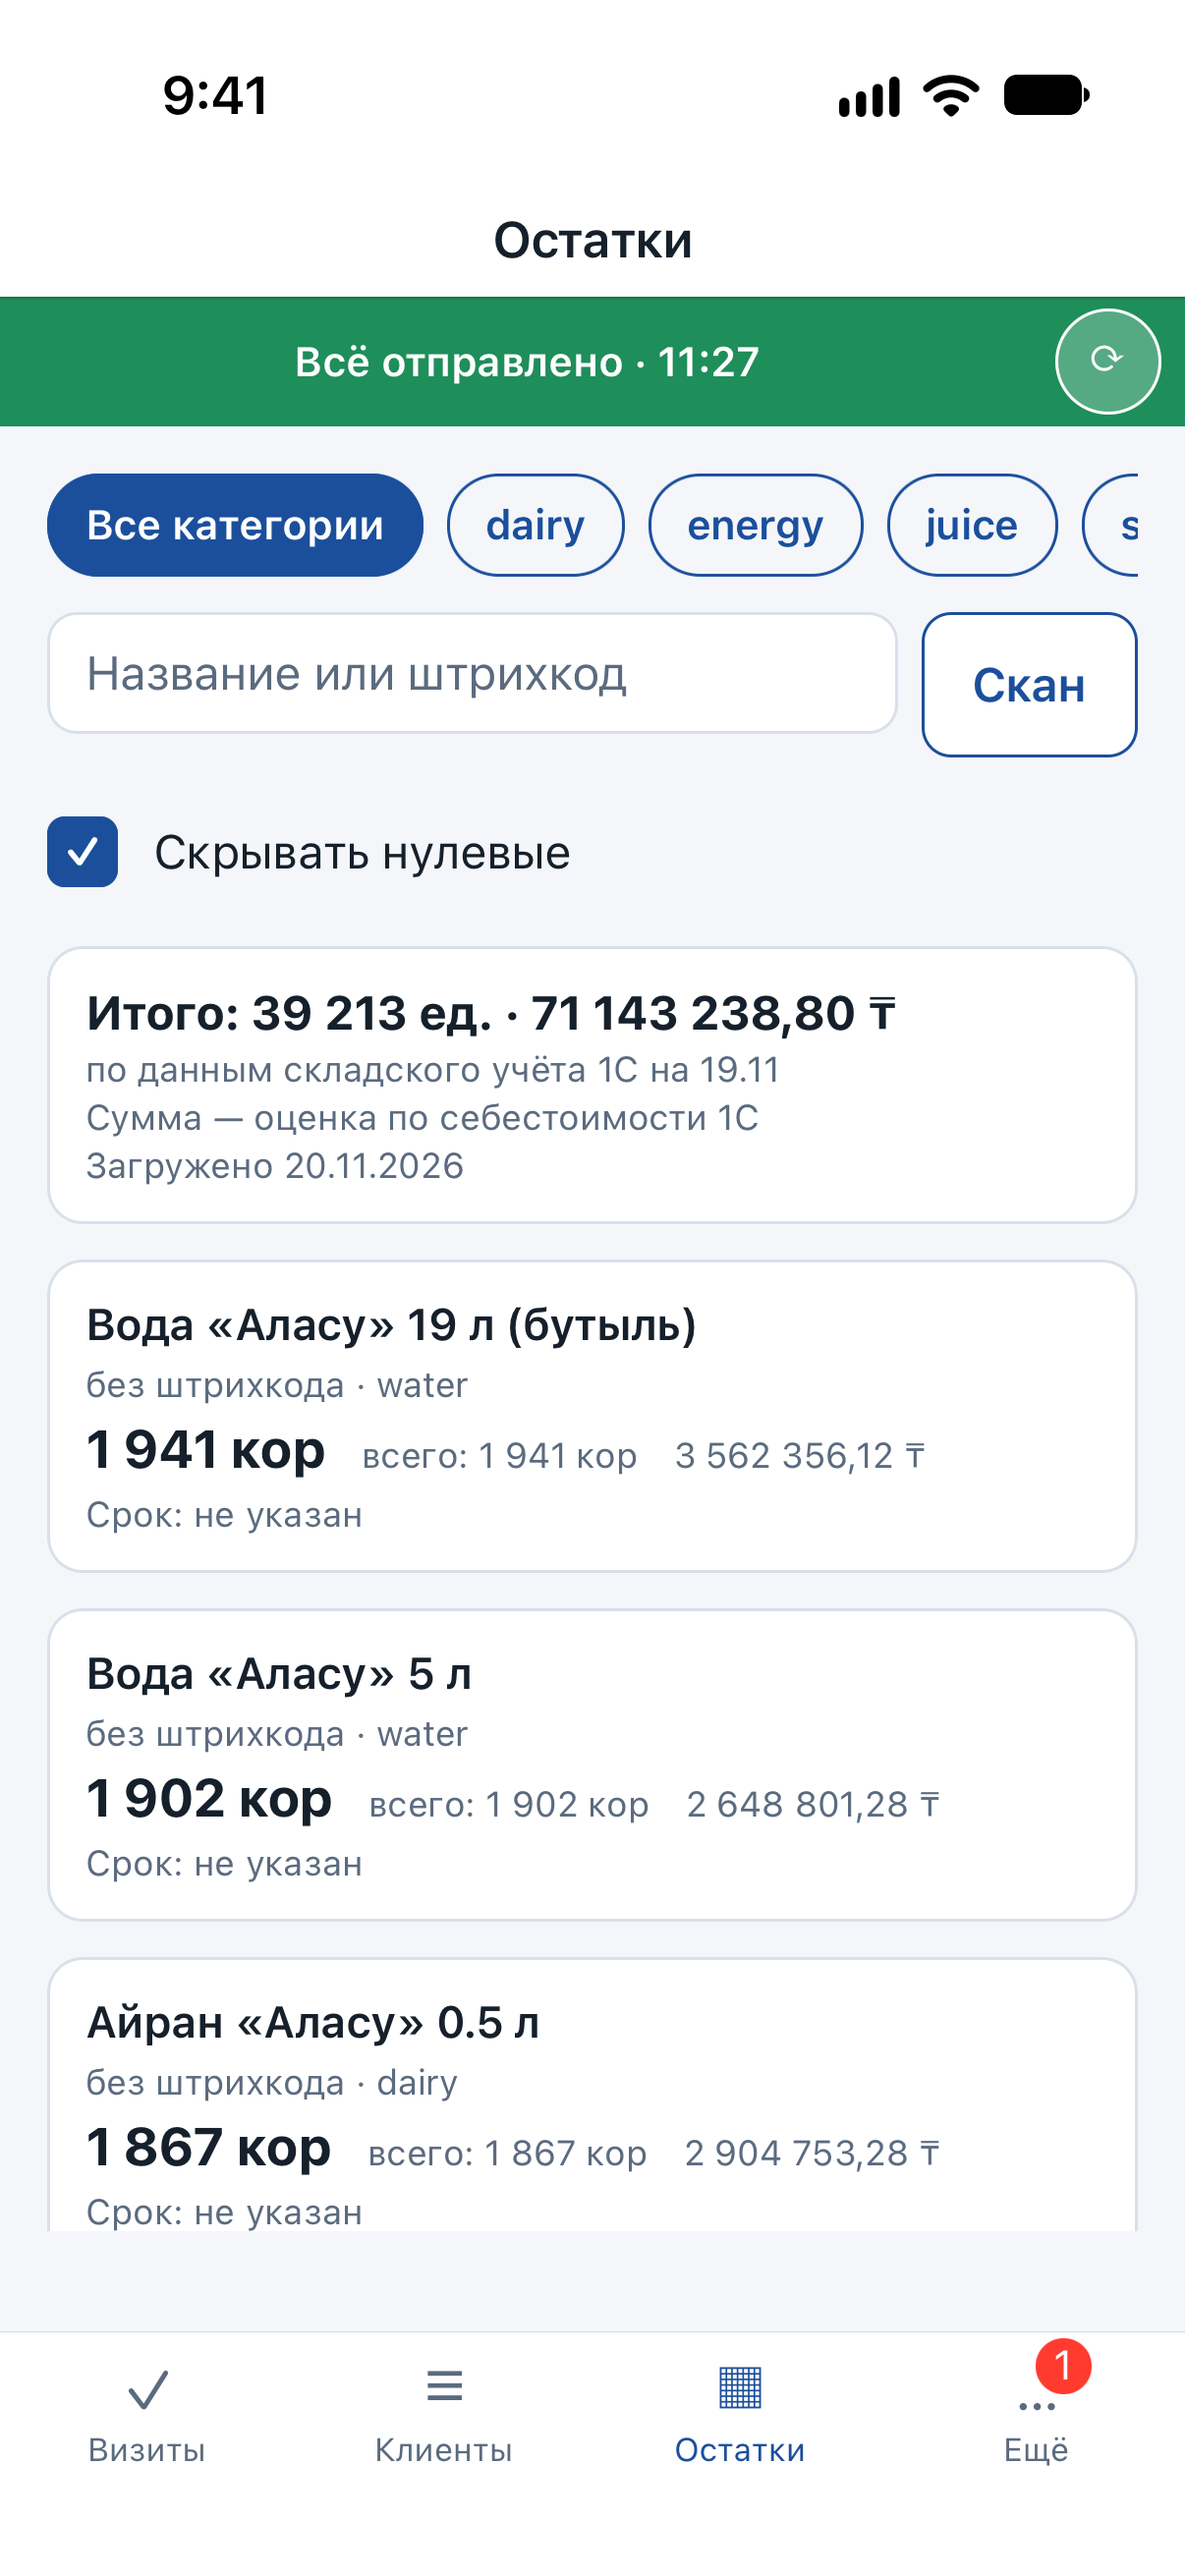 9:41
Остатки
Всё отправлено · 11:27
Все категории dairy energy juice s
Название или штрихкод Скан
Скрывать нулевые
Итого: 39 213 ед. · 71 143 238,80 ₸
по данным складского учёта 1С на 19.11
Сумма — оценка по себестоимости 1С
Загружено 20.11.2026
Вода «Аласу» 19 л (бутыль)
без штрихкода · water
1 941 кор всего: 1 941 кор 3 562 356,12 ₸
Срок: не указан
Вода «Аласу» 5 л
без штрихкода · water
1 902 кор всего: 1 902 кор 2 648 801,28 ₸
Срок: не указан
Айран «Аласу» 0.5 л
без штрихкода · dairy
1 867 кор всего: 1 867 кор 2 904 753,28 ₸
Срок: не указан
1
Визиты Клиенты Остатки Ещё